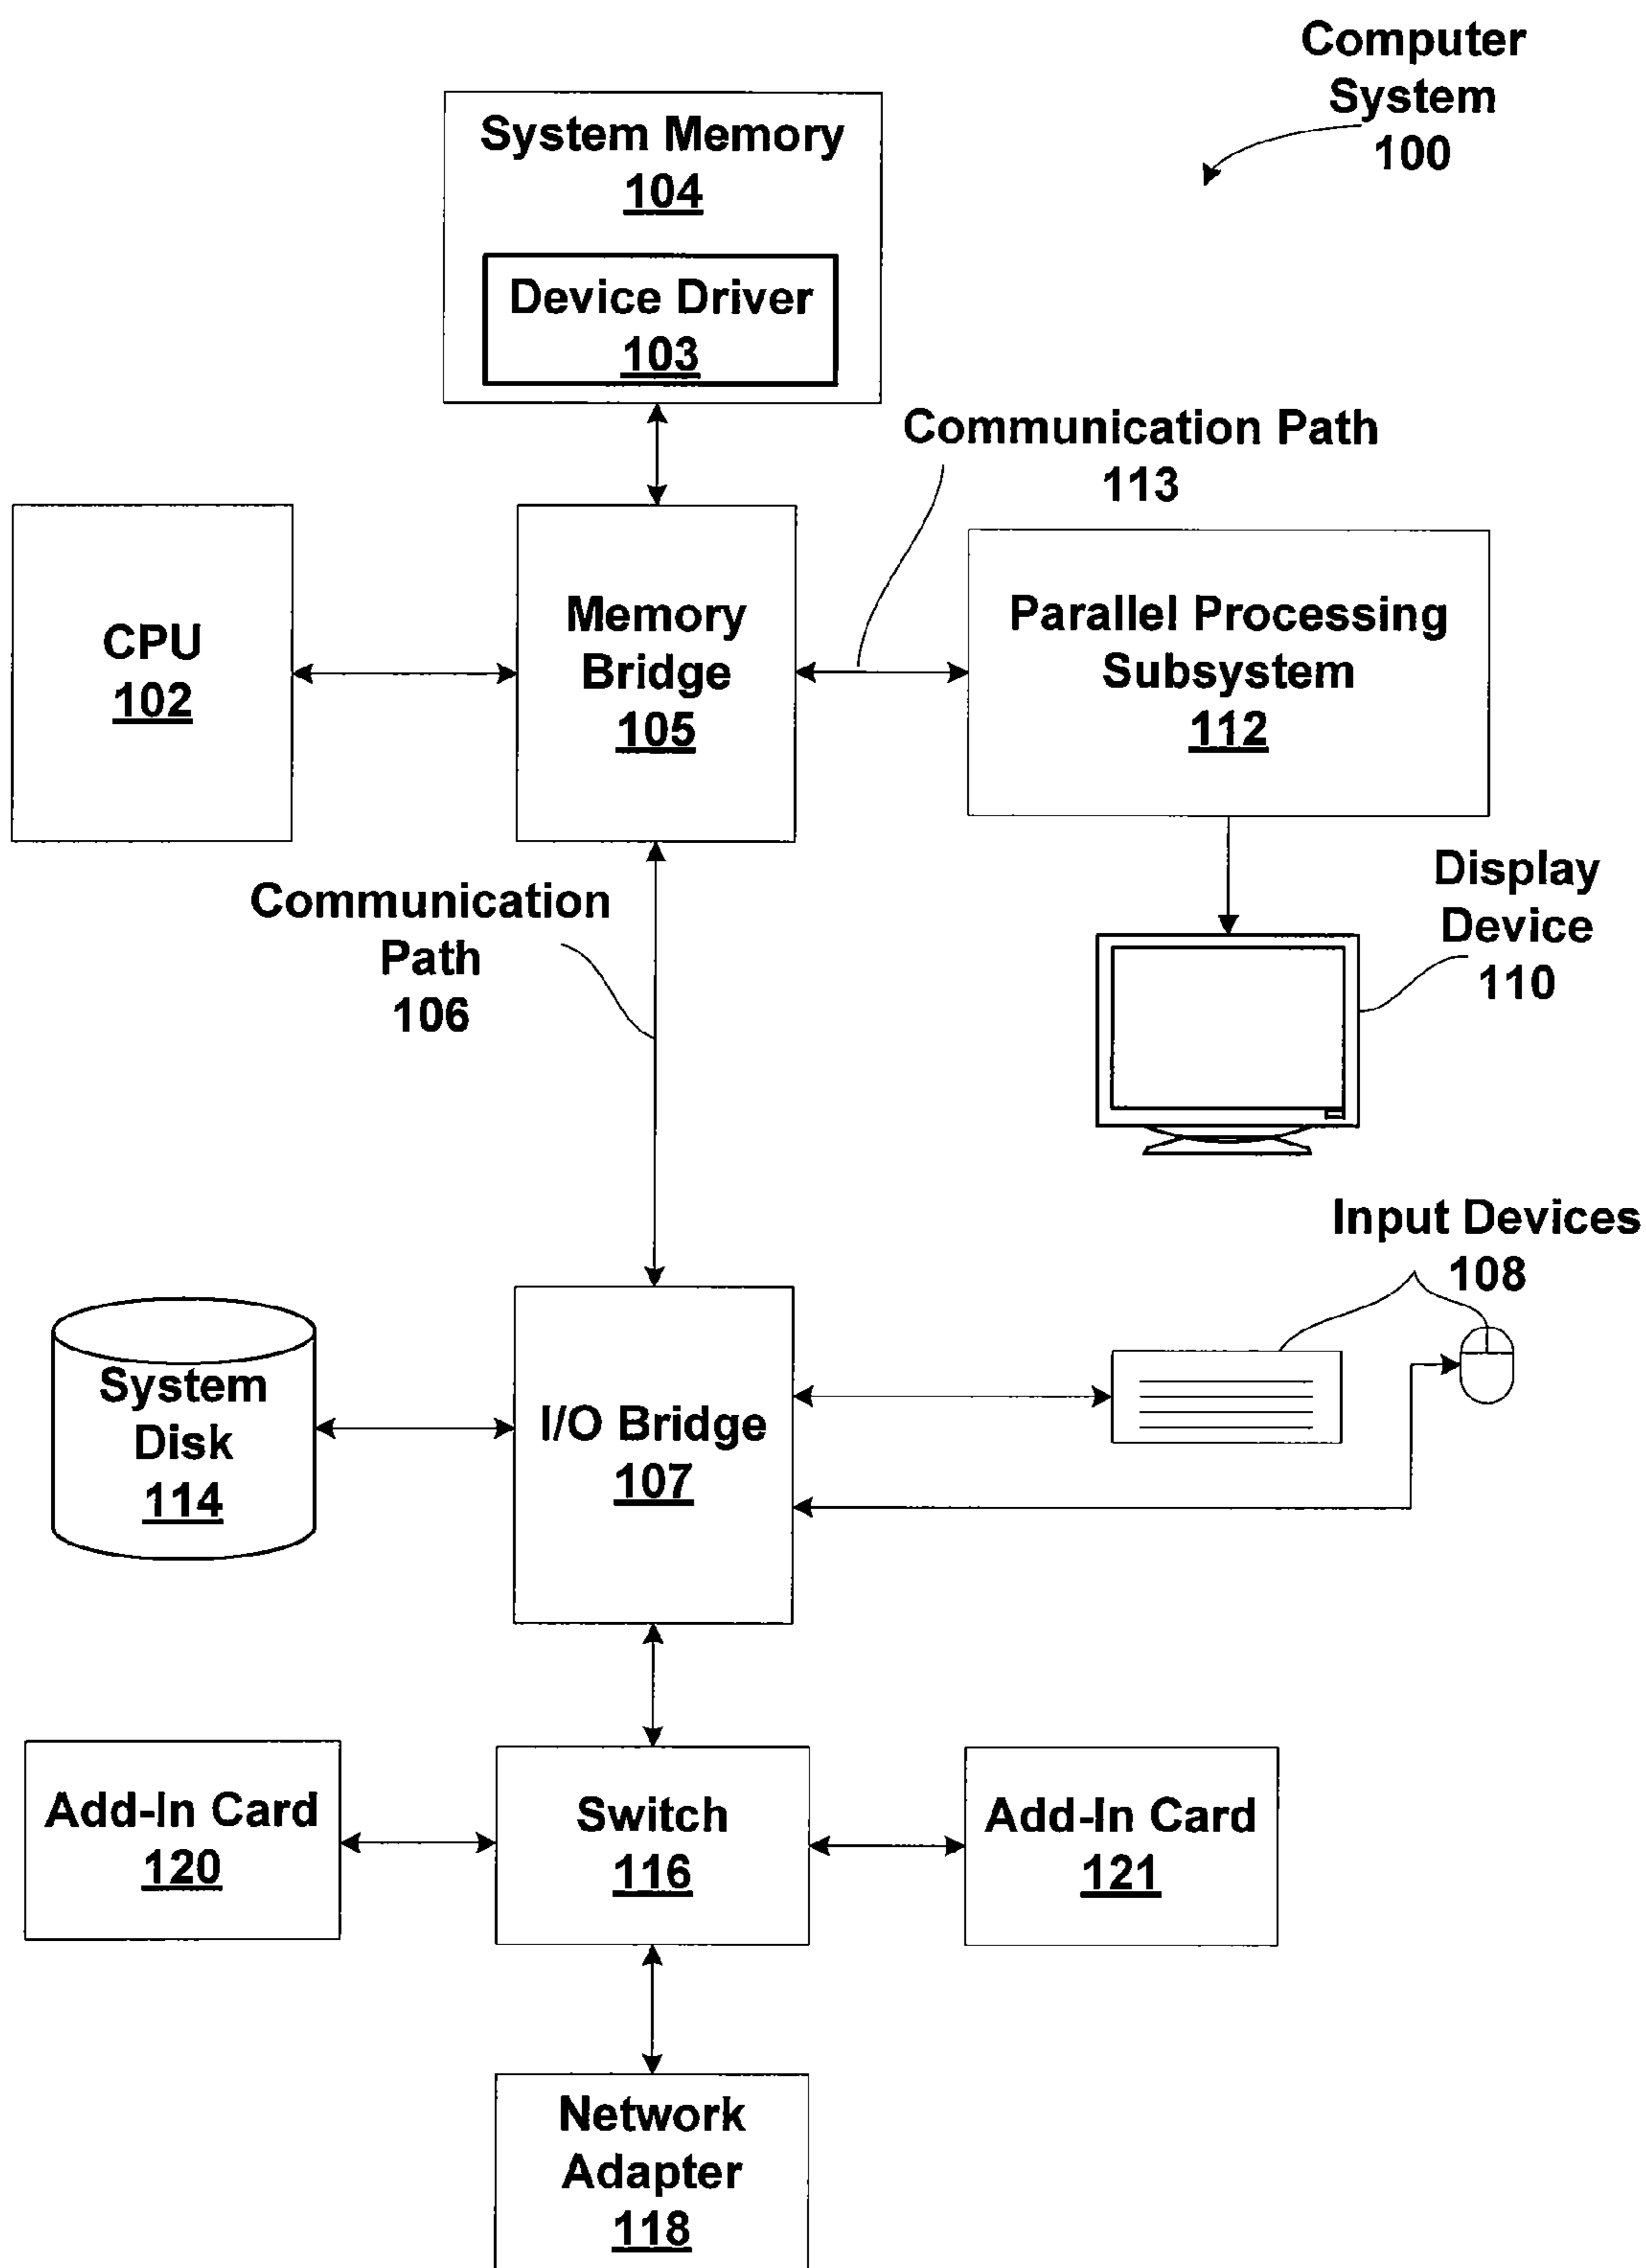 Computer
System
100
System Memory
104
Device Driver
103
Communication Path
113
CPU
102
Memory
Bridge
105
Parallel Processing
Subsystem
112
Communication
Path
106
Display
Device
110
Input Devices
108
System
Disk
114
I/O Bridge
107
Add-In Card
120
Switch
116
Add-In Card
121
Network
Adapter
118